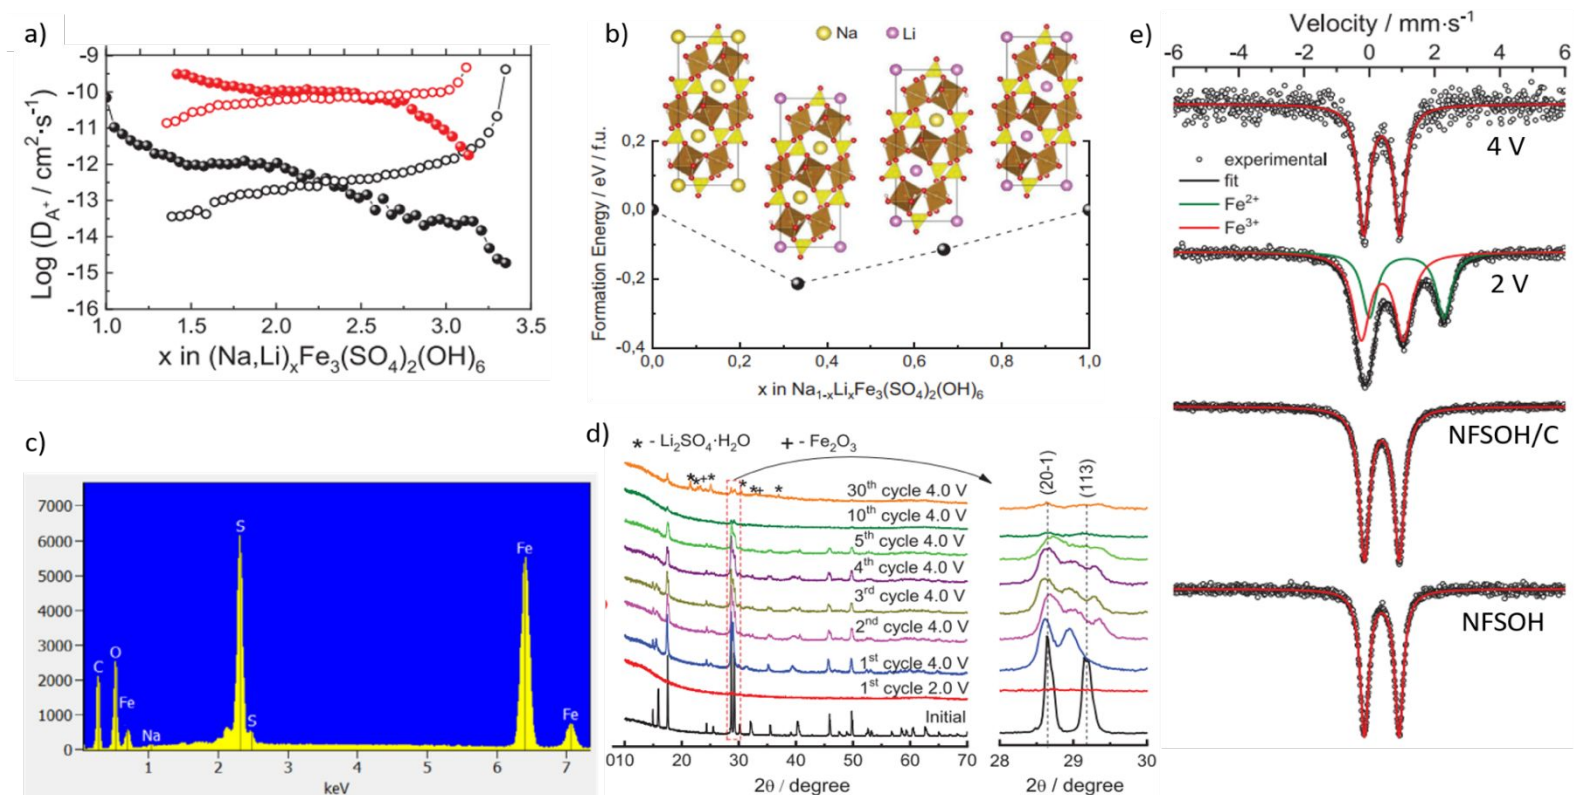 a)
-9
-10
-11
-12
-13
-14
-15
-16
Log (D_A⁺ / cm²·s⁻¹)
1.0 1.5 2.0 2.5 3.0 3.5
x in (Na,Li)ₓFe₃(SO₄)₂(OH)₆
b)
Na Li
0,2
0,0
-0,2
-0,4
Formation Energy / eV / f.u.
0,0 0,2 0,4 0,6 0,8 1,0
x in Na₁₋ₓLiₓFe₃(SO₄)₂(OH)₆
c)
7000
6000
5000
4000
3000
2000
1000
0
C
O
Fe
Na
S
S
Fe
Fe
1 2 3 4 5 6 7
keV
d)
* - Li₂SO₄·H₂O + - Fe₂O₃
**+* * *+ *
30th cycle 4.0 V
10th cycle 4.0 V
5th cycle 4.0 V
4th cycle 4.0 V
3rd cycle 4.0 V
2nd cycle 4.0 V
1st cycle 4.0 V
1st cycle 2.0 V
Initial
010 20 30 40 50 60 70
2θ / degree
(20-1)
(113)
28 29 30
2θ / degree
e)
Velocity / mm·s⁻¹
-6 -4 -2 0 2 4 6
4 V
experimental
fit
Fe²⁺
Fe³⁺
2 V
NFSOH/C
NFSOH